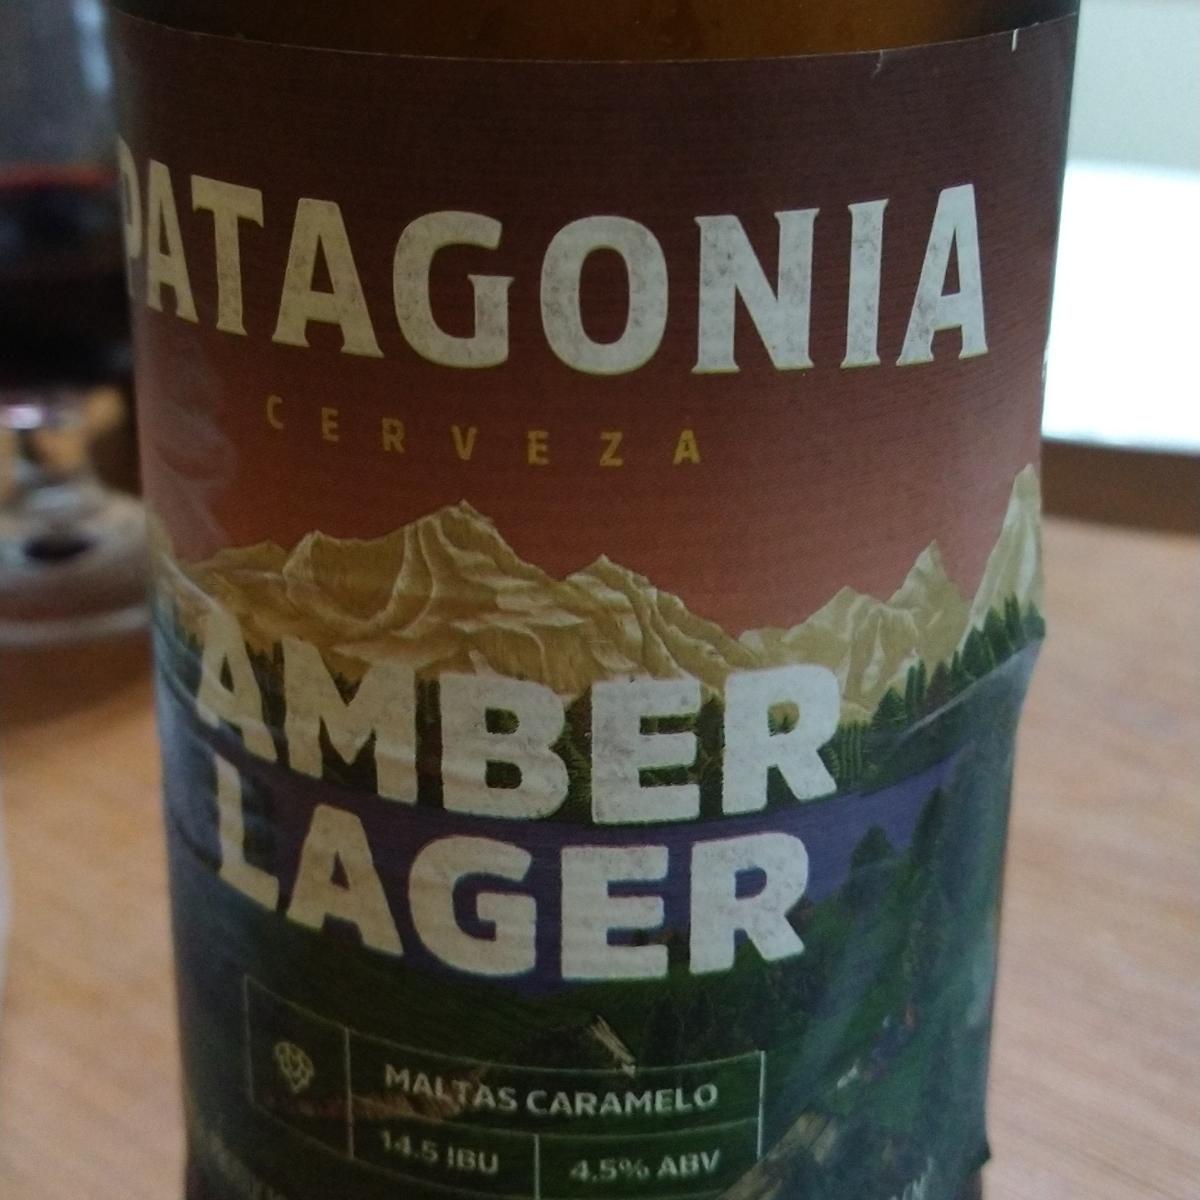 PATAGONIA
CERVEZA
AMBER
LAGER
MALTAS CARAMELO
14.5 IBU
4.5% ABV